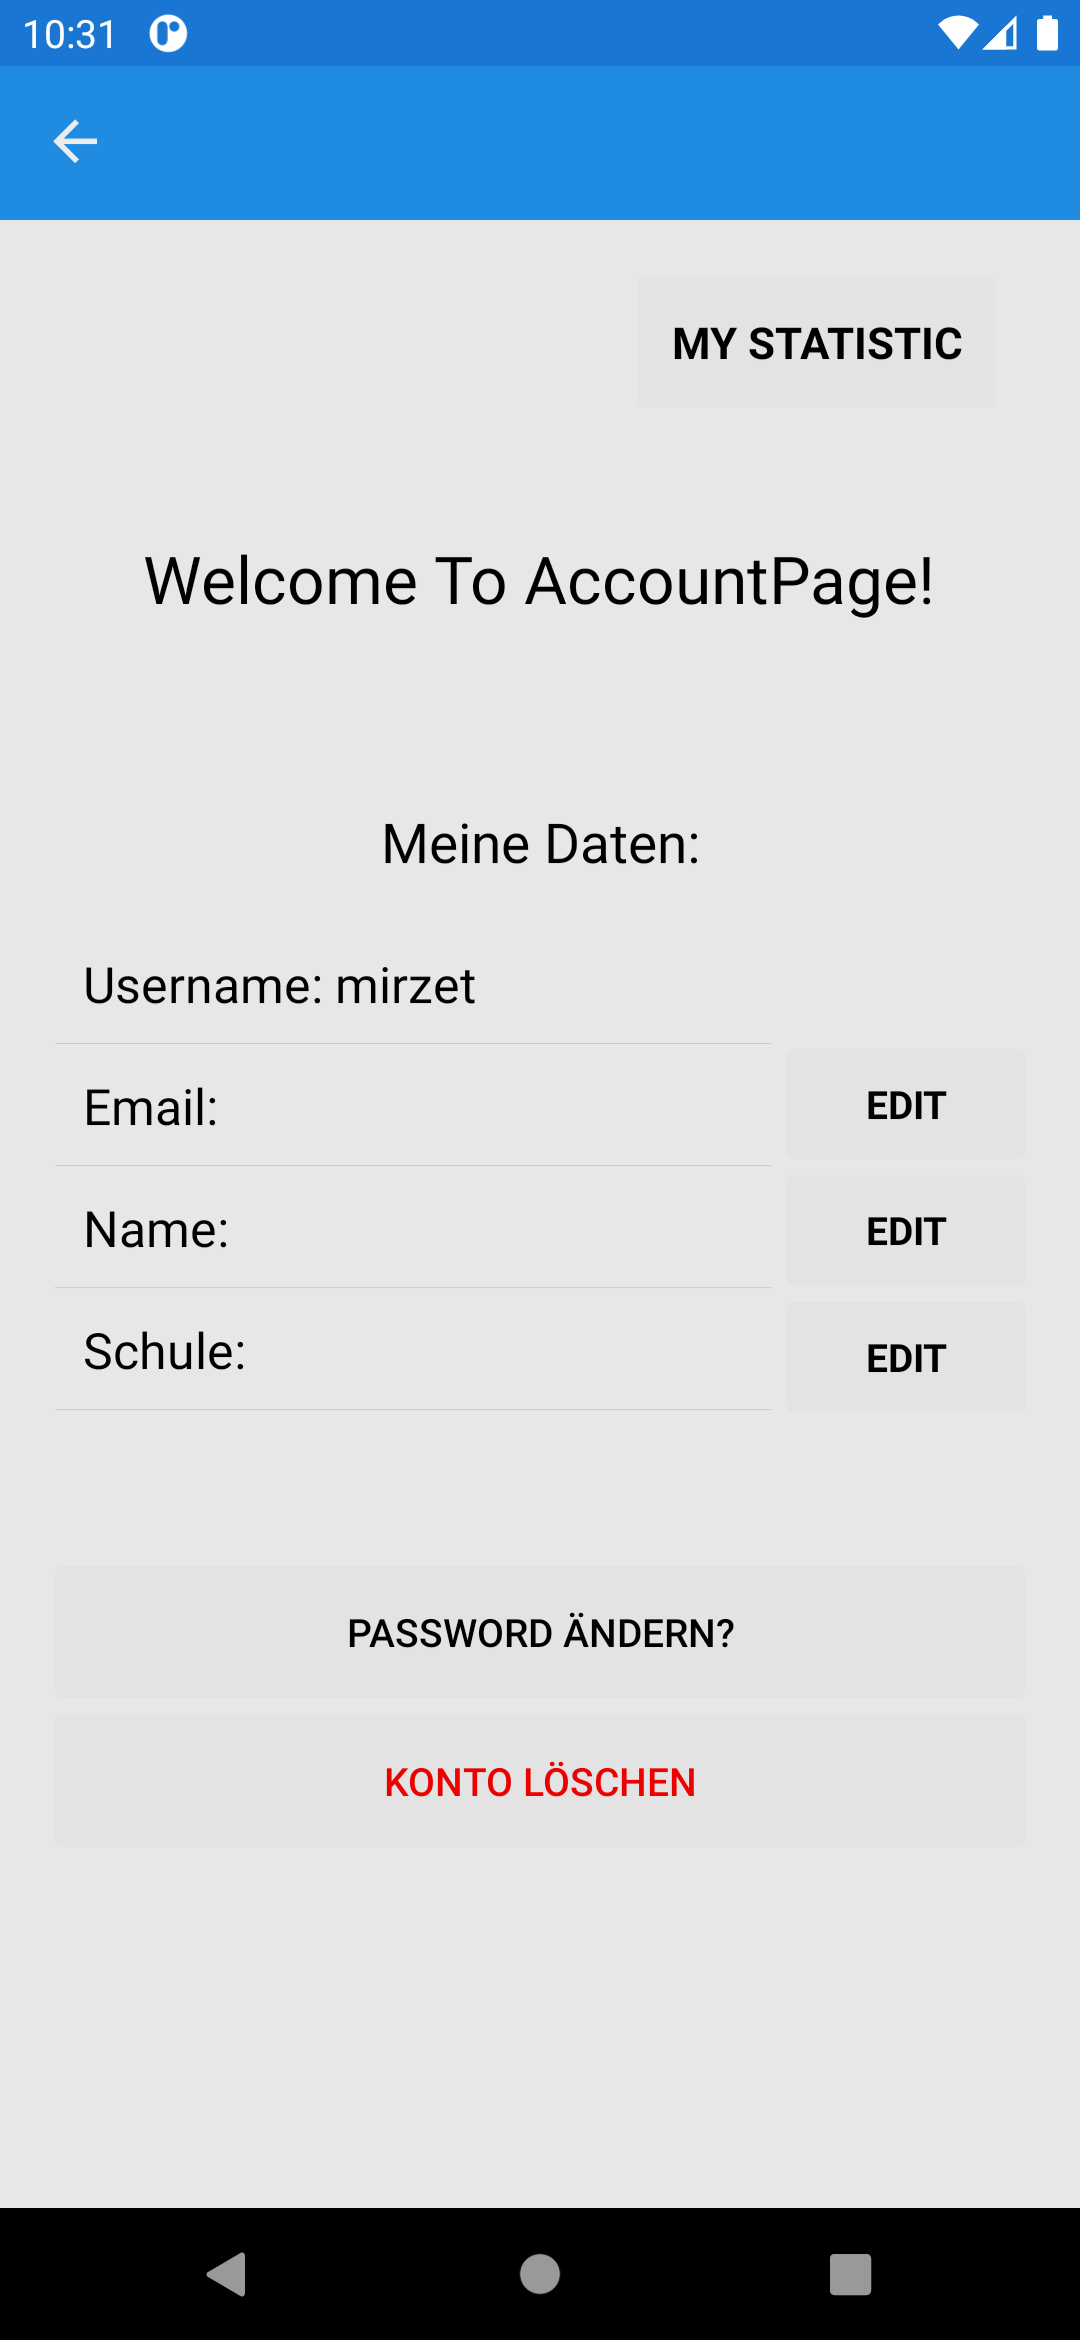 10:31
MY STATISTIC
Welcome To AccountPage!
Meine Daten:
Username: mirzet
Email:
EDIT
Name:
EDIT
Schule:
EDIT
PASSWORD ÄNDERN?
KONTO LÖSCHEN